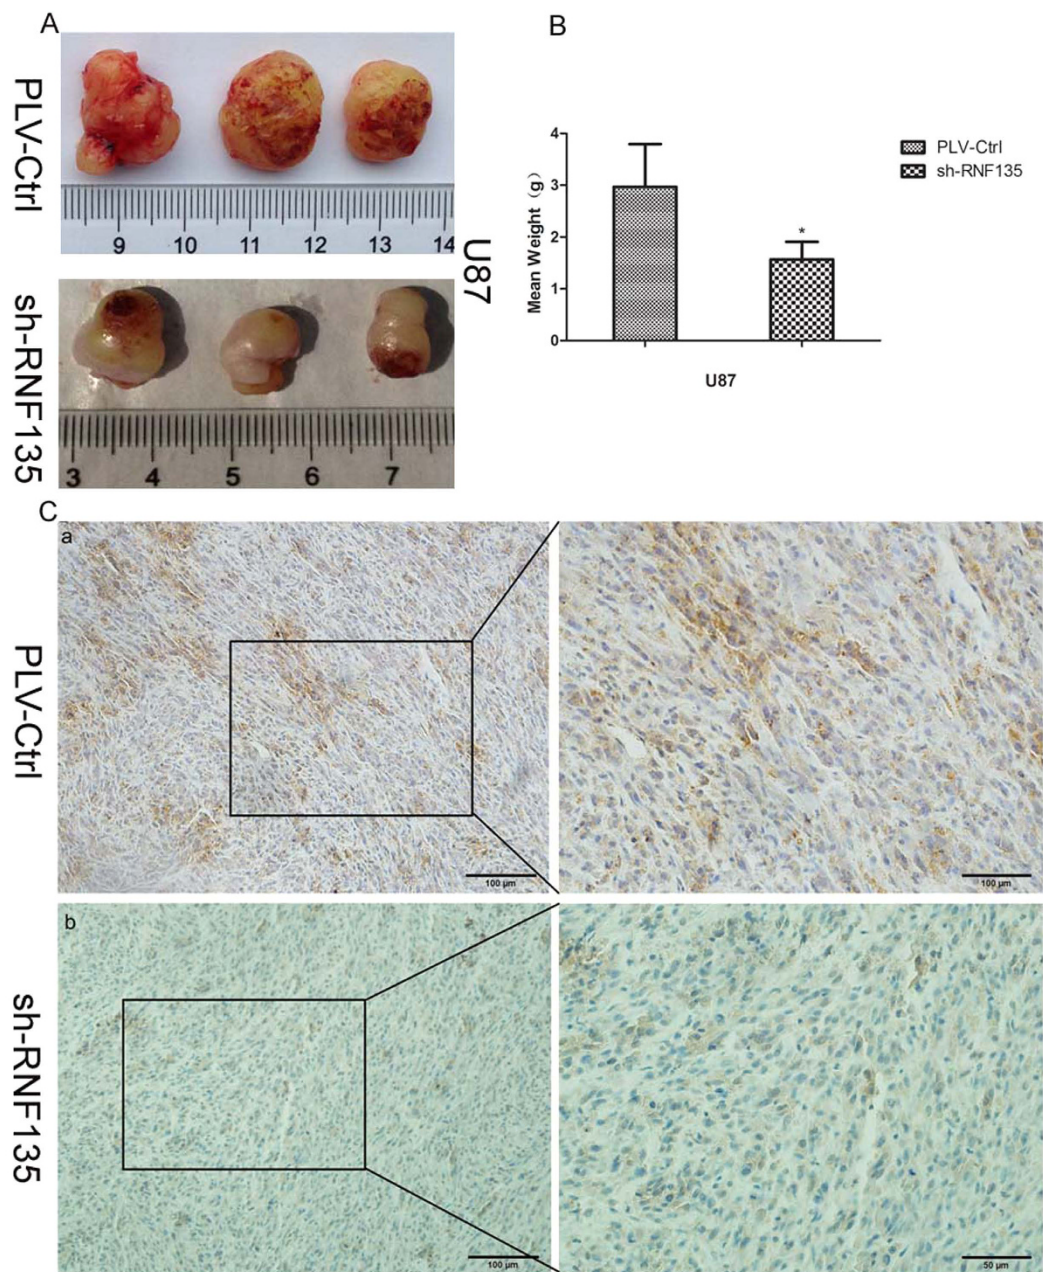 A
PLV-Ctrl
9 10 11 12 13 14
sh-RNF135
3 4 5 6 7
U87
B
Mean Weight (g)
4
3
2
1
0
*
U87
PLV-Ctrl
sh-RNF135
C
a
PLV-Ctrl
100 µm
100 µm
b
sh-RNF135
100 µm
50 µm